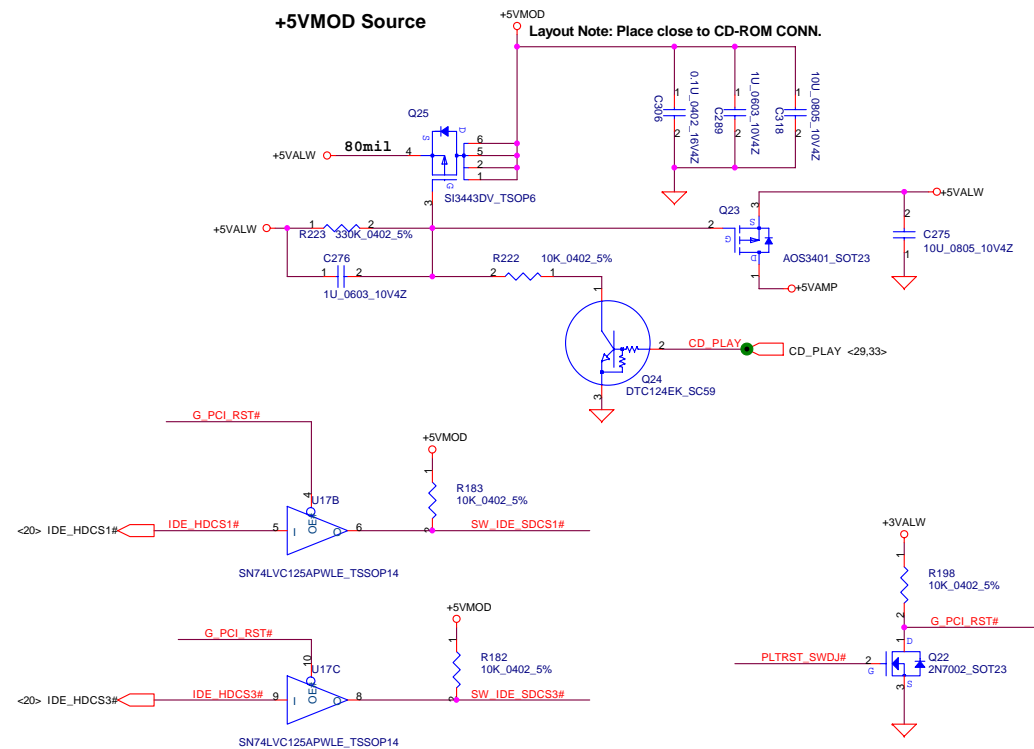 +5VMOD Source
+5VMOD
Layout Note: Place close to CD-ROM CONN.
1
2
C306
0.1U_0402_16V4Z
1
2
C289
1U_0603_10V4Z
1
2
C318
10U_0805_10V4Z
Q25
S
D
G
+5VALW
80mil
4
6
5
2
1
3
SI3443DV_TSOP6
+5VALW
1
2
R223 330K_0402_5%
C276
1
2
1U_0603_10V4Z
R222 10K_0402_5%
2
1
Q23
3
S
2
G
D
1
AOS3401_SOT23
+5VAMP
+5VALW
2
C275
10U_0805_10V4Z
1
1
2
CD_PLAY
CD_PLAY <29,33>
3
Q24
DTC124EK_SC59
G_PCI_RST#
4
U17B
OE#
<20> IDE_HDCS1#
IDE_HDCS1#
5
I
O
6
SW_IDE_SDCS1#
SN74LVC125APWLE_TSSOP14
+5VMOD
1
R183
10K_0402_5%
2
G_PCI_RST#
10
U17C
OE#
<20> IDE_HDCS3#
IDE_HDCS3#
9
I
O
8
SW_IDE_SDCS3#
SN74LVC125APWLE_TSSOP14
+5VMOD
1
R182
10K_0402_5%
2
+3VALW
1
R198
10K_0402_5%
2
G_PCI_RST#
1
D
PLTRST_SWDJ#
2
G
Q22
2N7002_SOT23
S
3